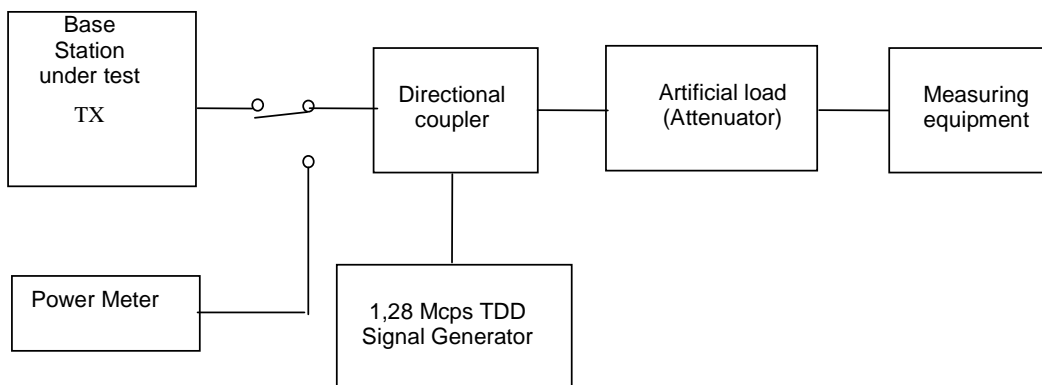 Base
Station
under test
TX
Directional
coupler
Artificial load
(Attenuator)
Measuring
equipment
Power Meter
1,28 Mcps TDD
Signal Generator